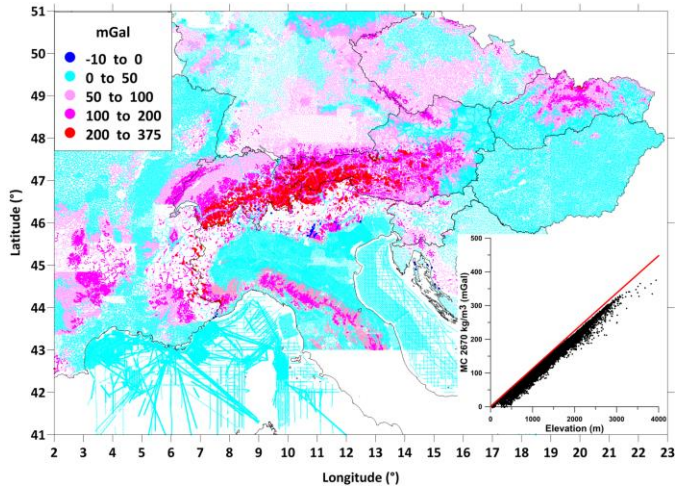 mGal
-10 to 0
0 to 50
50 to 100
100 to 200
200 to 375
51
50
49
48
47
46
45
44
43
42
41
Latitude (°)
2 3 4 5 6 7 8 9 10 11 12 13 14 15 16 17 18 19 20 21 22 23
Longitude (°)
500
400
300
200
100
0
MC 2670 kg/m3 (mGal)
0 1000 2000 3000 4000
Elevation (m)